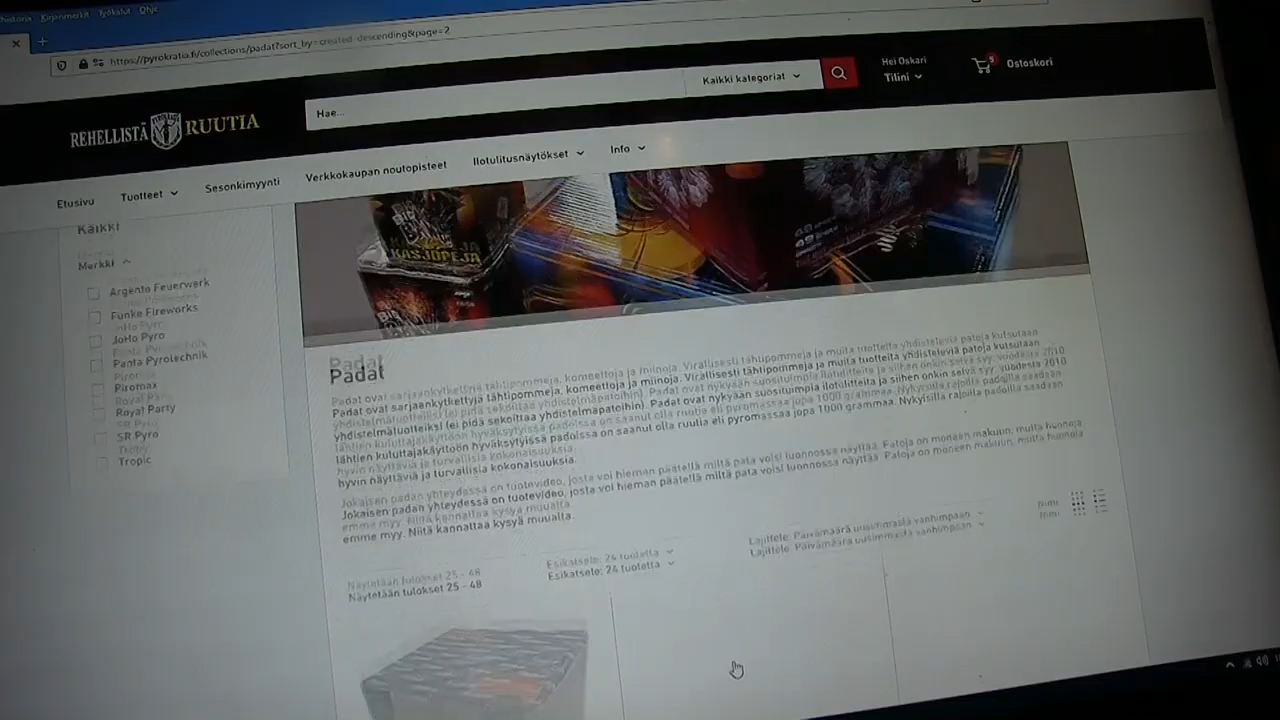 historia Kirjanmerkit Työkalut Ohje
https://pyrokratia.fi/collections/padat?sort_by=created-descending&page=2
REHELLISTÄ RUUTIA
Hae...
Kaikki kategoriat
Hei Oskari
Tilini
5
Ostoskori
Etusivu
Tuotteet
Sesonkimyynti
Verkkokaupan noutopisteet
Ilotulitusnäytökset
Info
Kaikki
Merkki
Argento Feuerwerk
Funke Fireworks
JoHo Pyro
Panta Pyrotechnik
Piromax
Royal Party
SR Pyro
Tropic
KASJOPEJA
Padat
Padat ovat sarjaankytkettyjä tähtipommeja, komeettoja ja miinoja. Virallisesti tähtipommeja ja muita tuotteita yhdisteleviä patoja kutsutaan
yhdistelmätuotteiksi (ei pidä sekoittaa yhdistelmäpatoihin). Padat ovat nykyään suosituimpia ilotulitteita ja siihen onkin selvä syy: vuodesta 2010
lähtien kuluttajakäyttöön hyväksytyissä padoissa on saanut olla ruutia eli pyromassaa jopa 1000 grammaa. Nykyisillä rajoilla padoilla saadaan
hyvin näyttäviä ja turvallisia kokonaisuuksia.
Jokaisen padan yhteydessä on tuotevideo, josta voi hieman päätellä miltä pata voisi luonnossa näyttää. Patoja on moneen makuun, mutta huonoja
emme myy. Niitä kannattaa kysyä muualta.
Näytetään tulokset 25 - 48
Esikatsele: 24 tuotetta
Lajittele: Päivämäärä uusimmasta vanhimpaan